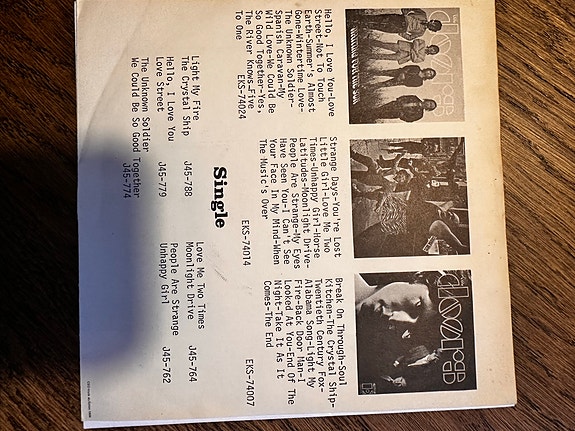 the doors
WAITING FOR THE SUN
the doors
Hello, I Love You-Love
Street-Not To Touch
Earth-Summer's Almost
Gone-Wintertime Love-
The Unknown Soldier-
Spanish Caravan-My
Wild Love-We Could Be
So Good Together-Yes,
The River Knows-Five
To One
EKS-74024
Strange Days-You're Lost
Little Girl-Love Me Two
Times-Unhappy Girl-Horse
Latitudes-Moonlight Drive-
People Are Strange-My Eyes
Have Seen You-I Can't See
Your Face In My Mind-When
The Music's Over
EKS-74014
Break On Through-Soul
Kitchen-The Crystal Ship-
Twentieth Century Fox-
Alabama Song-Light My
Fire-Back Door Man-I
Looked At You-End Of The
Night-Take It As It
Comes-The End
EKS-74007
Single
Light My Fire
The Crystal Ship J45-788
Hello, I Love You
Love Street J45-779
The Unknown Soldier
We Could Be So Good Together
J45-774
Love Me Two Times
Moonlight Drive J45-764
People Are Strange
Unhappy Girl J45-762